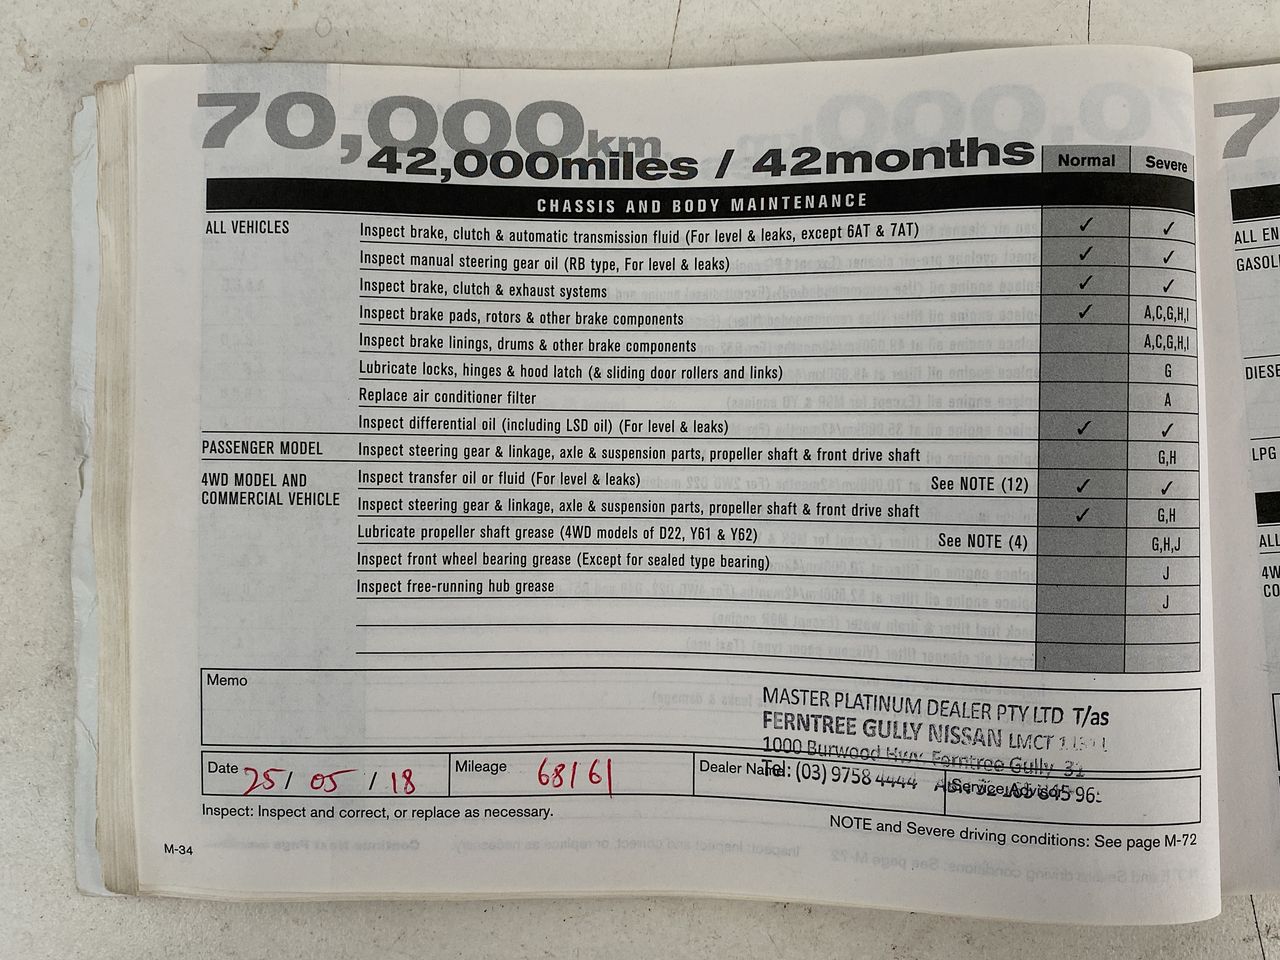 70,000km
42,000miles / 42months
Normal
Severe
CHASSIS AND BODY MAINTENANCE
ALL VEHICLES
Inspect brake, clutch & automatic transmission fluid (For level & leaks, except 6AT & 7AT) ✓ ✓
Inspect manual steering gear oil (RB type, For level & leaks) ✓ ✓
Inspect brake, clutch & exhaust systems ✓ ✓
Inspect brake pads, rotors & other brake components ✓ A,C,G,H,I
Inspect brake linings, drums & other brake components A,C,G,H,I
Lubricate locks, hinges & hood latch (& sliding door rollers and links) G
Replace air conditioner filter A
Inspect differential oil (including LSD oil) (For level & leaks) ✓ ✓
PASSENGER MODEL
Inspect steering gear & linkage, axle & suspension parts, propeller shaft & front drive shaft G,H
4WD MODEL AND
COMMERCIAL VEHICLE
Inspect transfer oil or fluid (For level & leaks) See NOTE (12) ✓ ✓
Inspect steering gear & linkage, axle & suspension parts, propeller shaft & front drive shaft ✓ G,H
Lubricate propeller shaft grease (4WD models of D22, Y61 & Y62) See NOTE (4) G,H,J
Inspect front wheel bearing grease (Except for sealed type bearing) J
Inspect free-running hub grease J
Memo
MASTER PLATINUM DEALER PTY LTD T/as
FERNTREE GULLY NISSAN LMCT
1000 Burwood Hwy Ferntree Gully 31
Tel: (03) 9758 4444
Date 25/05/18
Mileage 68161
Dealer Name
Service Advisor
Inspect: Inspect and correct, or replace as necessary.
NOTE and Severe driving conditions: See page M-72
M-34
7
ALL EN
GASOL
DIESE
LPG
ALL
4W
CO